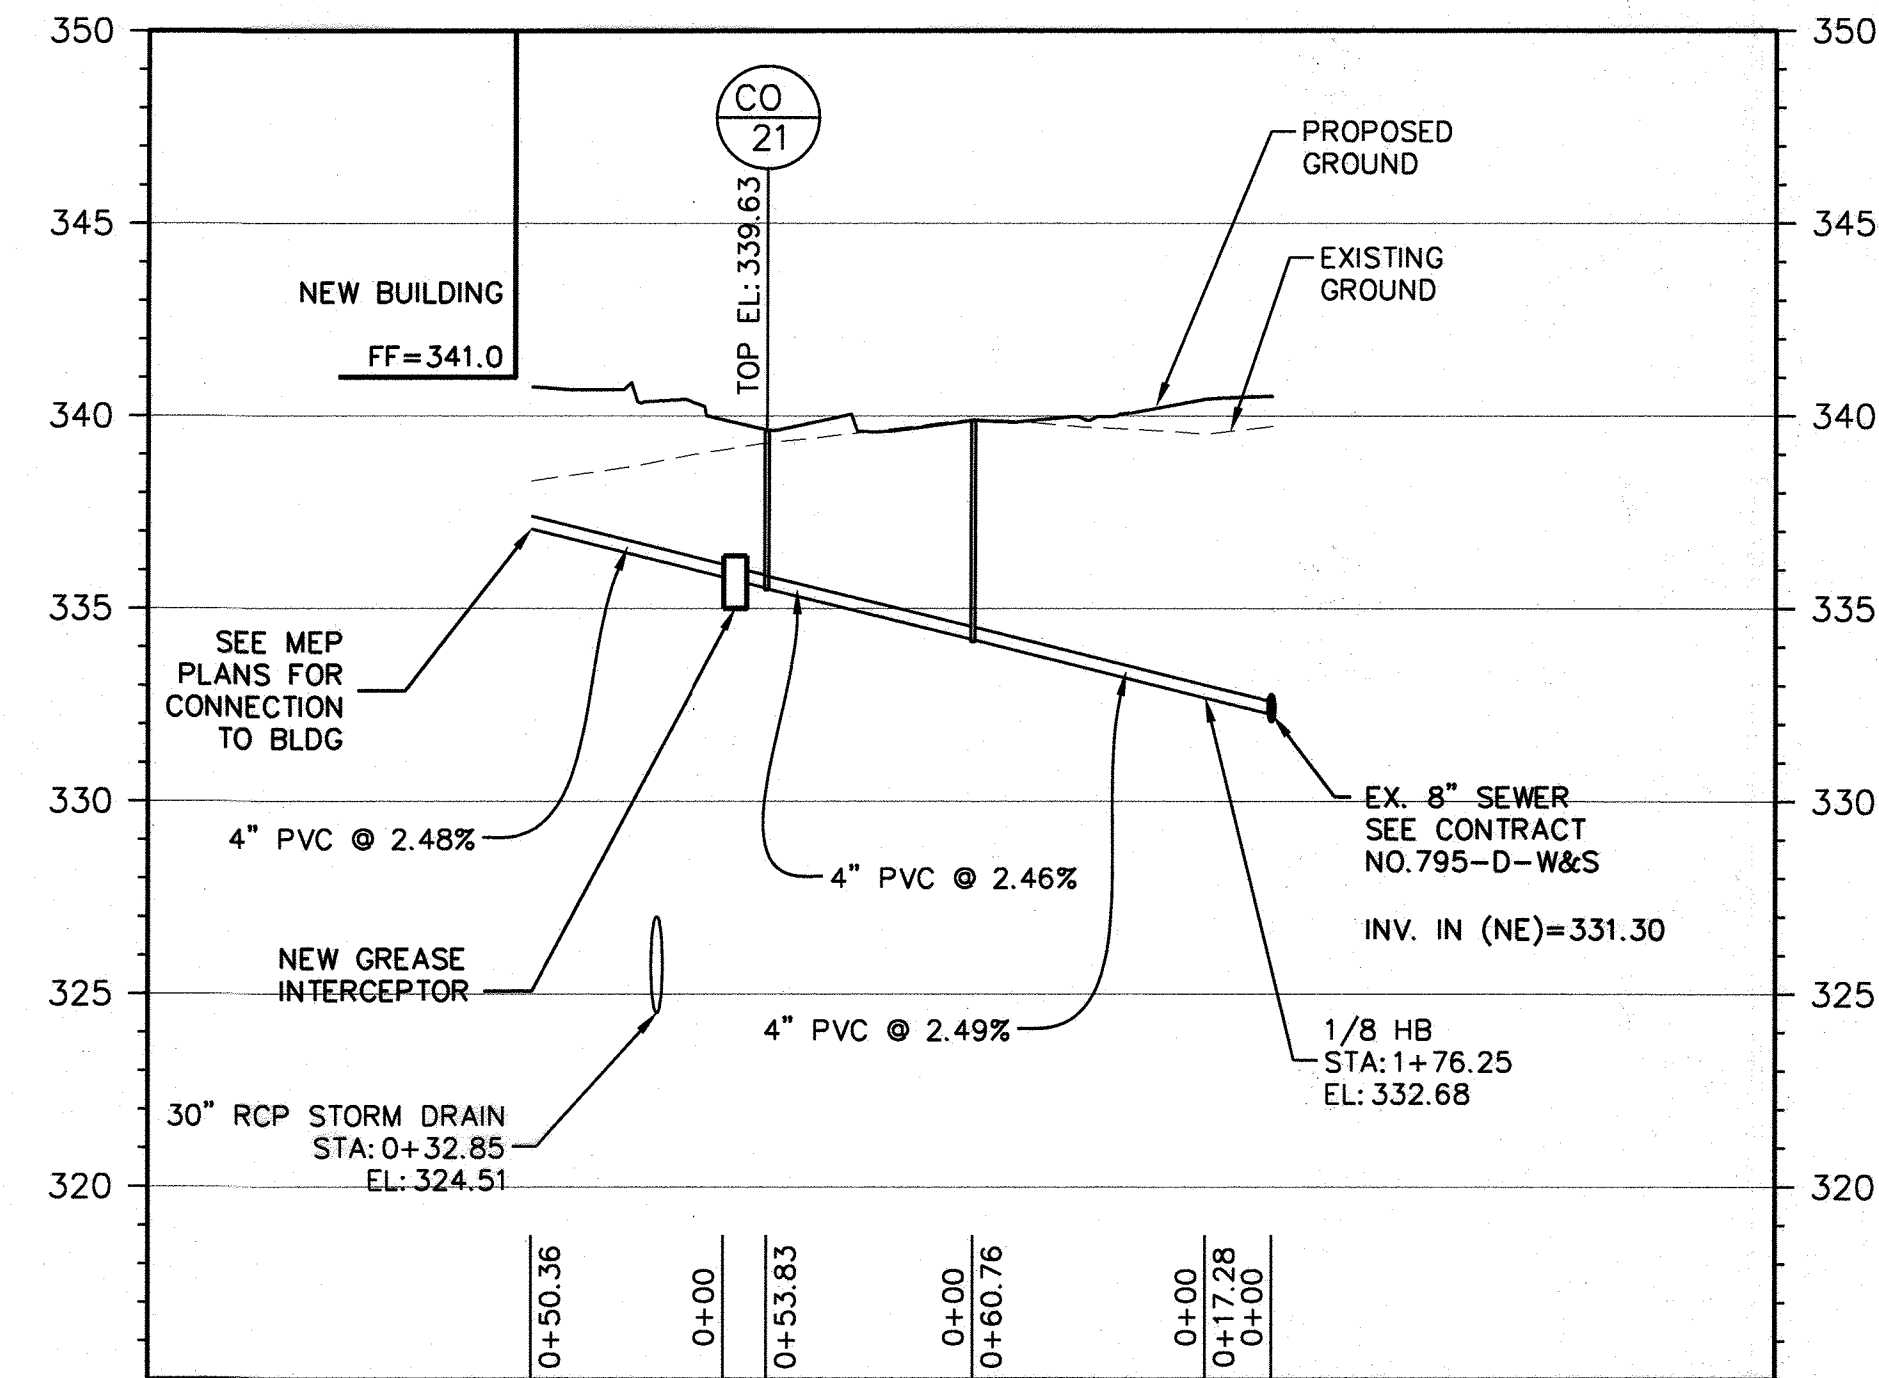 350
350
CO
21
PROPOSED
GROUND
345
TOP EL: 339.63
345
EXISTING
GROUND
NEW BUILDING
FF=341.0
340
340
335
335
SEE MEP
PLANS FOR
CONNECTION
TO BLDG
330
EX. 8" SEWER
SEE CONTRACT
NO.795-D-W&S
330
4" PVC @ 2.48%
4" PVC @ 2.46%
INV. IN (NE)=331.30
NEW GREASE
INTERCEPTOR
325
325
4" PVC @ 2.49%
1/8 HB
STA: 1+76.25
EL: 332.68
30" RCP STORM DRAIN
STA: 0+32.85
EL: 324.51
320
320
0+50.36
0+00
0+53.83
0+00
0+60.76
0+00
0+17.28
0+00